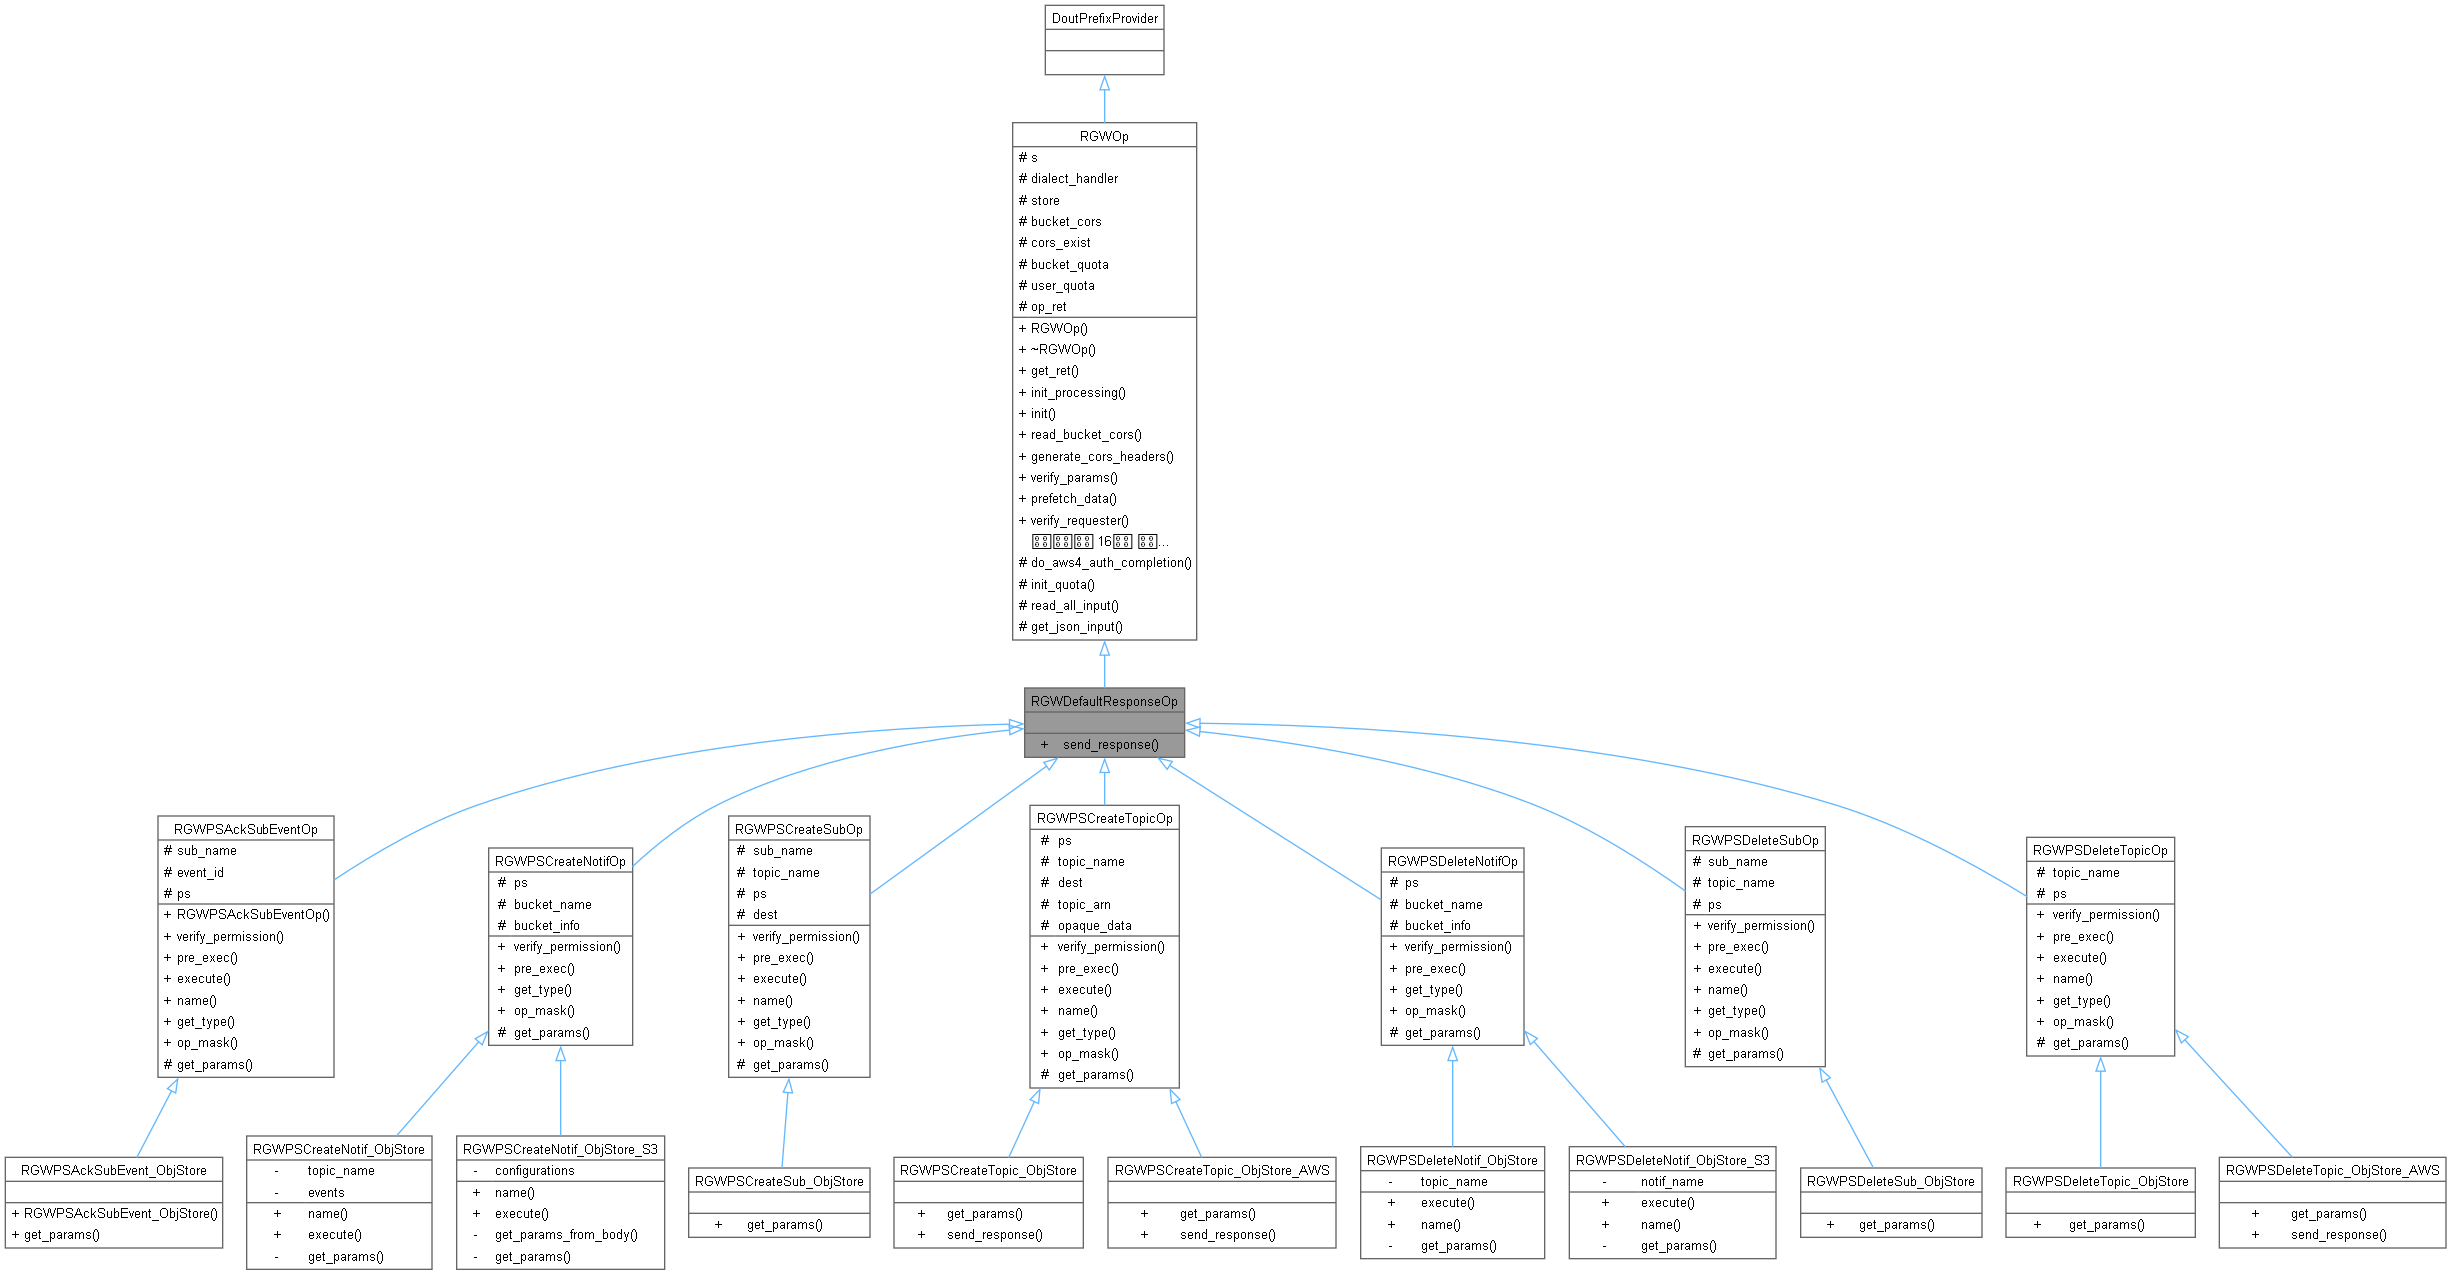 DoutPrefixProvider
RGWOp
# s
# dialect_handler
# store
# bucket_cors
# cors_exist
# bucket_quota
# user_quota
# op_ret
+ RGWOp()
+ ~RGWOp()
+ get_ret()
+ init_processing()
+ init()
+ read_bucket_cors()
+ generate_cors_headers()
+ verify_params()
+ prefetch_data()
+ verify_requester()
16 ...
# do_aws4_auth_completion()
# init_quota()
# read_all_input()
# get_json_input()
RGWDefaultResponseOp
+ send_response()
RGWPSAckSubEventOp
# sub_name
# event_id
# ps
+ RGWPSAckSubEventOp()
+ verify_permission()
+ pre_exec()
+ execute()
+ name()
+ get_type()
+ op_mask()
# get_params()
RGWPSCreateNotifOp
# ps
# bucket_name
# bucket_info
+ verify_permission()
+ pre_exec()
+ get_type()
+ op_mask()
# get_params()
RGWPSCreateSubOp
# sub_name
# topic_name
# ps
# dest
+ verify_permission()
+ pre_exec()
+ execute()
+ name()
+ get_type()
+ op_mask()
# get_params()
RGWPSCreateTopicOp
# ps
# topic_name
# dest
# topic_arn
# opaque_data
+ verify_permission()
+ pre_exec()
+ execute()
+ name()
+ get_type()
+ op_mask()
# get_params()
RGWPSDeleteNotifOp
# ps
# bucket_name
# bucket_info
+ verify_permission()
+ pre_exec()
+ get_type()
+ op_mask()
# get_params()
RGWPSDeleteSubOp
# sub_name
# topic_name
# ps
+ verify_permission()
+ pre_exec()
+ execute()
+ name()
+ get_type()
+ op_mask()
# get_params()
RGWPSDeleteTopicOp
# topic_name
# ps
+ verify_permission()
+ pre_exec()
+ execute()
+ name()
+ get_type()
+ op_mask()
# get_params()
RGWPSAckSubEvent_ObjStore
+ RGWPSAckSubEvent_ObjStore()
+ get_params()
RGWPSCreateNotif_ObjStore
- topic_name
- events
+ name()
+ execute()
- get_params()
RGWPSCreateNotif_ObjStore_S3
- configurations
+ name()
+ execute()
- get_params_from_body()
- get_params()
RGWPSCreateSub_ObjStore
+ get_params()
RGWPSCreateTopic_ObjStore
+ get_params()
+ send_response()
RGWPSCreateTopic_ObjStore_AWS
+ get_params()
+ send_response()
RGWPSDeleteNotif_ObjStore
- topic_name
+ execute()
+ name()
- get_params()
RGWPSDeleteNotif_ObjStore_S3
- notif_name
+ execute()
+ name()
- get_params()
RGWPSDeleteSub_ObjStore
+ get_params()
RGWPSDeleteTopic_ObjStore
+ get_params()
RGWPSDeleteTopic_ObjStore_AWS
+ get_params()
+ send_response()